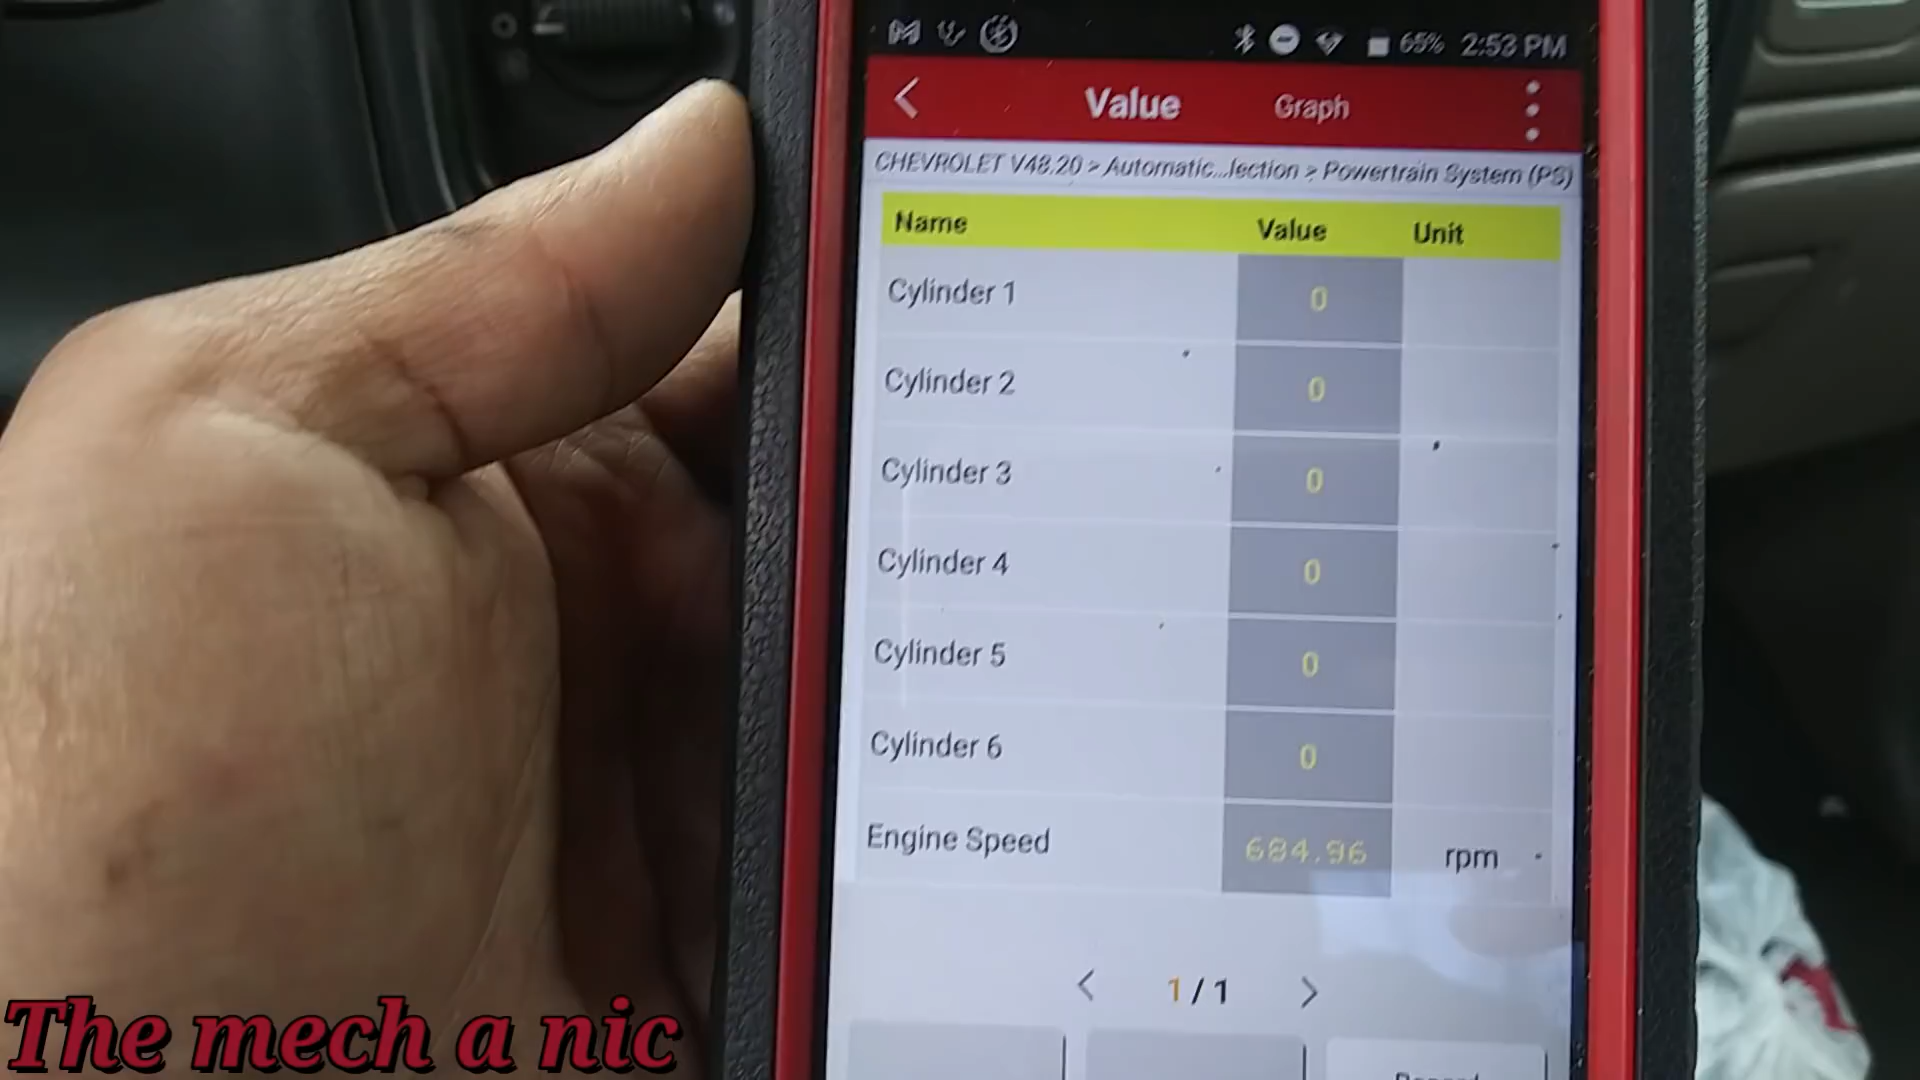 65% 2:53 PM
Value Graph
CHEVROLET V48.20 > Automatic...lection > Powertrain System (PS)
Name Value Unit
Cylinder 1 0
Cylinder 2 0
Cylinder 3 0
Cylinder 4 0
Cylinder 5 0
Cylinder 6 0
Engine Speed 684.96 rpm
1 / 1
The mech a nic